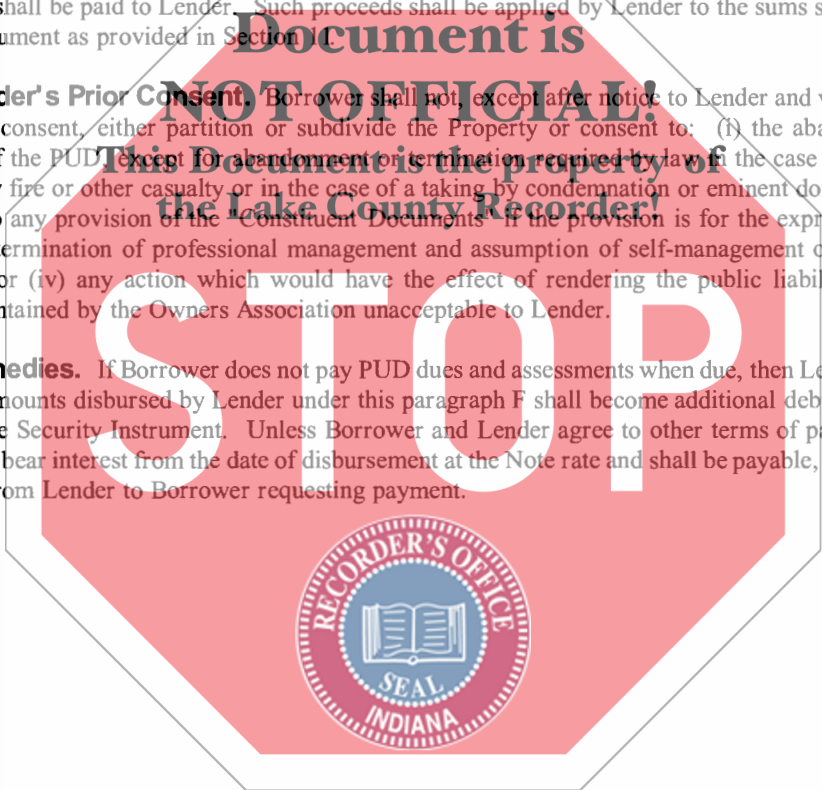 shall be paid to Lender. Such proceeds shall be applied by Lender to the sums s
ument as provided in Section 11.
Document is
NOT OFFICIAL!
This Document is the property of
the Lake County Recorder!
der's Prior Consent. Borrower shall not, except after notice to Lender and
consent, either partition or subdivide the Property or consent to: (i) the aba
f the PUD, except for abandonment or termination required by law in the case
fire or other casualty or in the case of a taking by condemnation or eminent do
any provision of the "Constituent Documents" if the provision is for the expr
ermination of professional management and assumption of self-management o
or (iv) any action which would have the effect of rendering the public liabil
ntained by the Owners Association unacceptable to Lender.
nedies. If Borrower does not pay PUD dues and assessments when due, then Le
nounts disbursed by Lender under this paragraph F shall become additional deb
e Security Instrument. Unless Borrower and Lender agree to other terms of pa
bear interest from the date of disbursement at the Note rate and shall be payable,
om Lender to Borrower requesting payment.
STOP
RECORDER'S OFFICE
SEAL
INDIANA